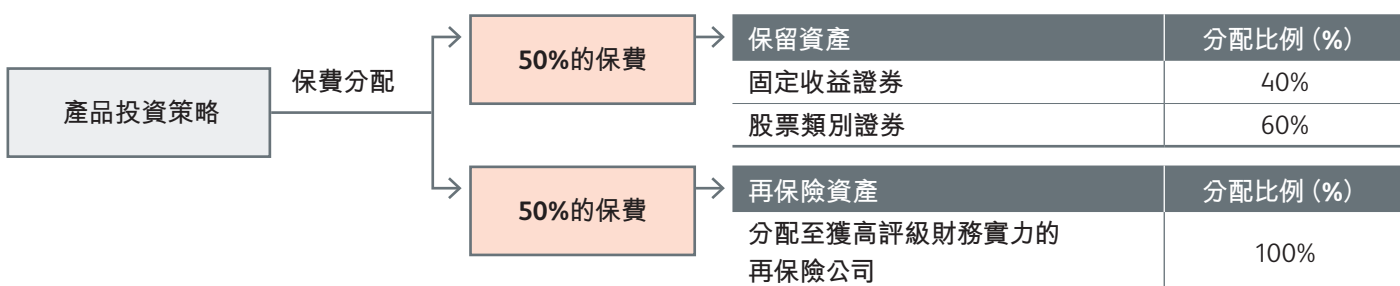 產品投資策略
保費分配
50%的保費
保留資產 分配比例（%）
固定收益證券 40%
股票類別證券 60%
50%的保費
再保險資產 分配比例（%）
分配至獲高評級財務實力的
再保險公司 100%